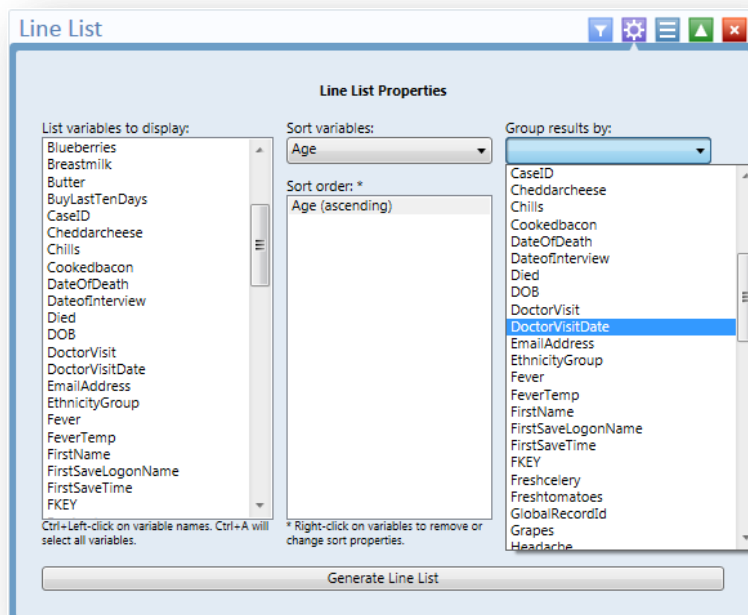 Line List
Line List Properties
List variables to display:
Blueberries
Breastmilk
Butter
BuyLastTenDays
CaseID
Cheddarcheese
Chills
Cookedbacon
DateOfDeath
DateofInterview
Died
DOB
DoctorVisit
DoctorVisitDate
EmailAddress
EthnicityGroup
Fever
FeverTemp
FirstName
FirstSaveLogonName
FirstSaveTime
FKEY
Ctrl+Left-click on variable names. Ctrl+A will
select all variables.
Sort variables:
Age
Sort order: *
Age (ascending)
* Right-click on variables to remove or
change sort properties.
Group results by:
CaseID
Cheddarcheese
Chills
Cookedbacon
DateOfDeath
DateofInterview
Died
DOB
DoctorVisit
DoctorVisitDate
EmailAddress
EthnicityGroup
Fever
FeverTemp
FirstName
FirstSaveLogonName
FirstSaveTime
FKEY
Freshcelery
Freshtomatoes
GlobalRecordId
Grapes
Headache
Generate Line List